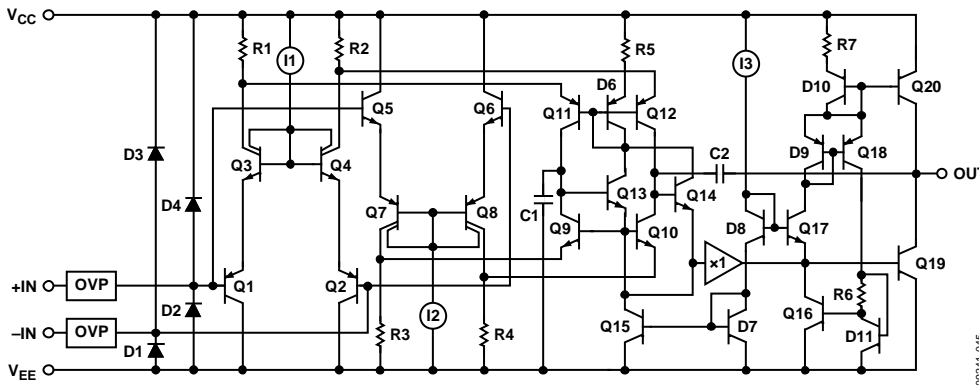 VCC
R1
I1
R2
R5
I3
R7
D6
D10
Q5
Q6
Q11
Q12
Q20
D3
Q3
Q4
D9
Q18
C2
OUT
D4
Q7
Q8
C1
Q13
Q14
Q9
Q10
D8
Q17
×1
Q19
+IN
OVP
Q1
Q2
D2
I2
R6
–IN
OVP
D1
R3
R4
Q15
D7
Q16
D11
VEE